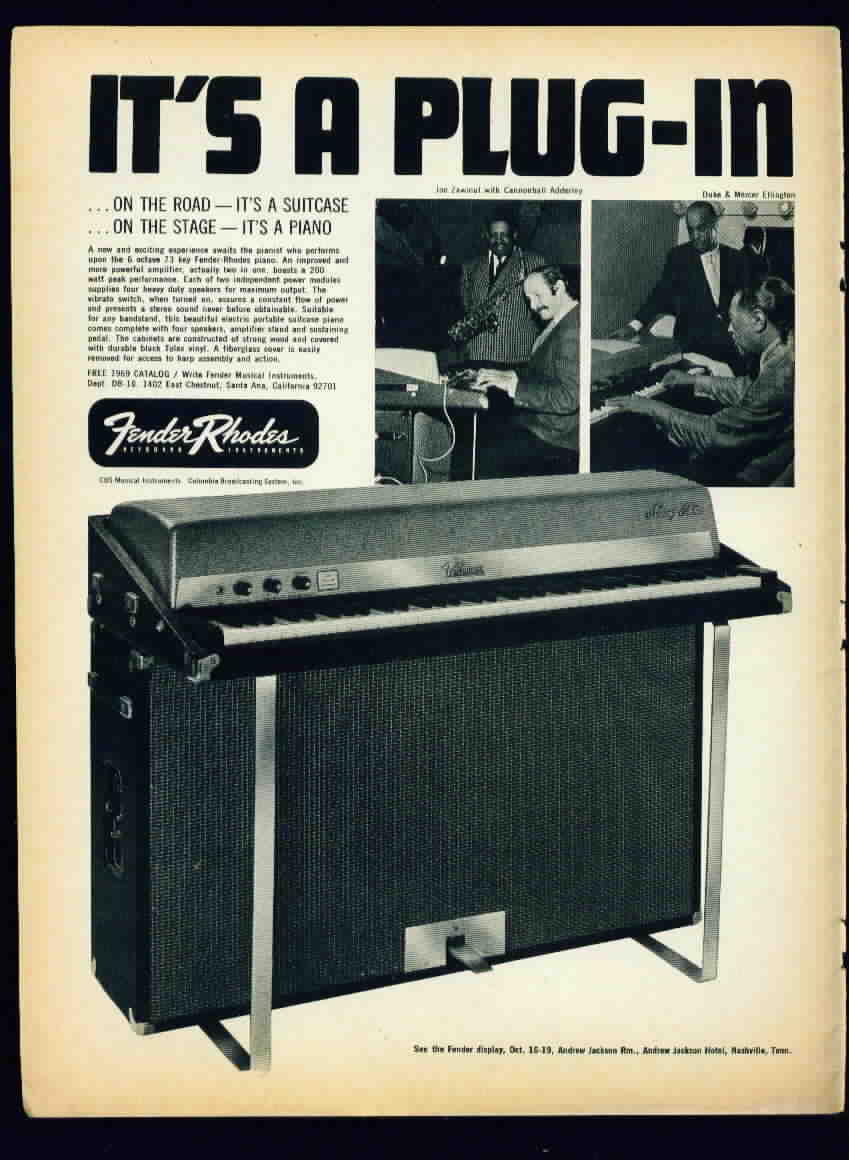 IT'S A PLUG-IN
...ON THE ROAD — IT'S A SUITCASE
...ON THE STAGE — IT'S A PIANO
A new and exciting experience awaits the pianist who performs
upon the 6 octave 73 key Fender-Rhodes piano. An improved and
more powerful amplifier, actually two in one, boasts a 200
watt peak performance. Each of two independent power modules
supplies four heavy duty speakers for maximum output. The
vibrato switch, when turned on, assures a constant flow of power
and presents a stereo sound never before obtainable. Suitable
for any bandstand, this beautiful electric portable suitcase piano
comes complete with four speakers, amplifier stand and sustaining
pedal. The cabinets are constructed of strong wood and covered
with durable black Tolex vinyl. A fiberglass cover is easily
removed for access to harp assembly and action.
FREE 1969 CATALOG / Write Fender Musical Instruments,
Dept. DB-10, 1402 East Chestnut, Santa Ana, California 92701
Fender Rhodes
KEYBOARD INSTRUMENTS
CBS Musical Instruments Columbia Broadcasting System, Inc.
Joe Zawinul with Cannonball Adderley
Duke & Mercer Ellington
See the Fender display, Oct. 16-19, Andrew Jackson Rm., Andrew Jackson Hotel, Nashville, Tenn.